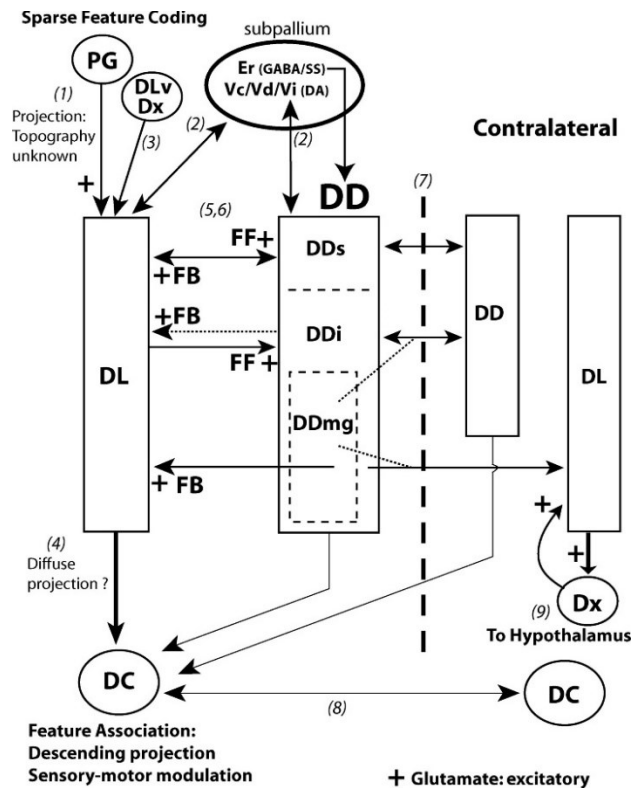 Sparse Feature Coding
subpallium
PG
DLv
Dx
Er (GABA/SS)
Vc/Vd/Vi (DA)
(1)
Projection:
Topography
unknown
(2)
(3)
(2)
+
Contralateral
DD
(7)
(5,6)
FF+
+FB
DDs
+FB
DDi
FF +
DL
DDmg
+ FB
DD
DL
(4)
Diffuse
projection ?
+
+
(9)
Dx
To Hypothalamus
DC
(8)
DC
Feature Association:
Descending projection
Sensory-motor modulation
+ Glutamate: excitatory